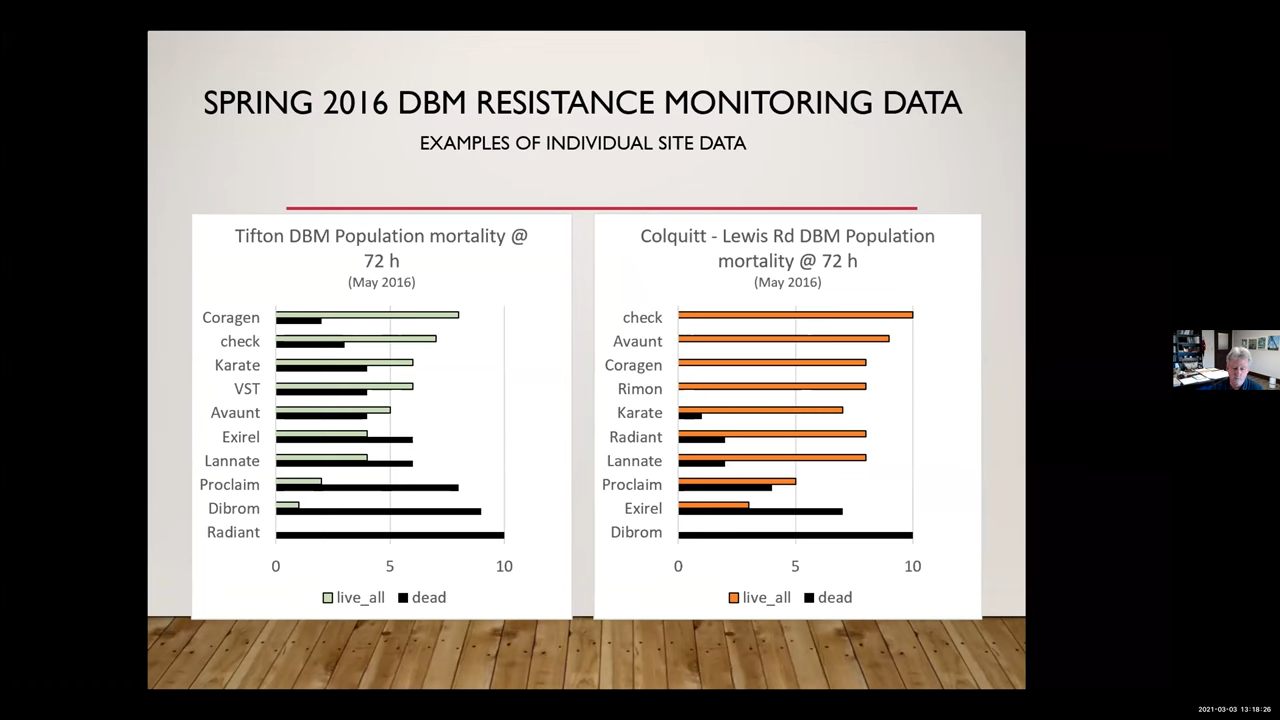 SPRING 2016 DBM RESISTANCE MONITORING DATA
EXAMPLES OF INDIVIDUAL SITE DATA
Tifton DBM Population mortality @
72 h
(May 2016)
Coragen
check
Karate
VST
Avaunt
Exirel
Lannate
Proclaim
Dibrom
Radiant
0 5 10
live_all dead
Colquitt - Lewis Rd DBM Population
mortality @ 72 h
(May 2016)
check
Avaunt
Coragen
Rimon
Karate
Radiant
Lannate
Proclaim
Exirel
Dibrom
0 5 10
live_all dead
2021-03-03 13:18:26